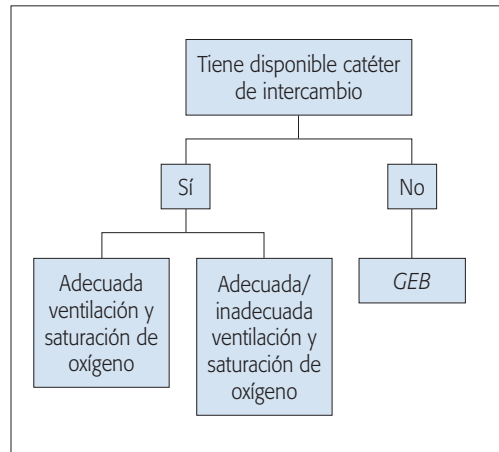 Tiene disponible catéter
de intercambio
Sí
No
Adecuada
ventilación y
saturación de
oxígeno
Adecuada/
inadecuada
ventilación y
saturación de
oxígeno
GEB